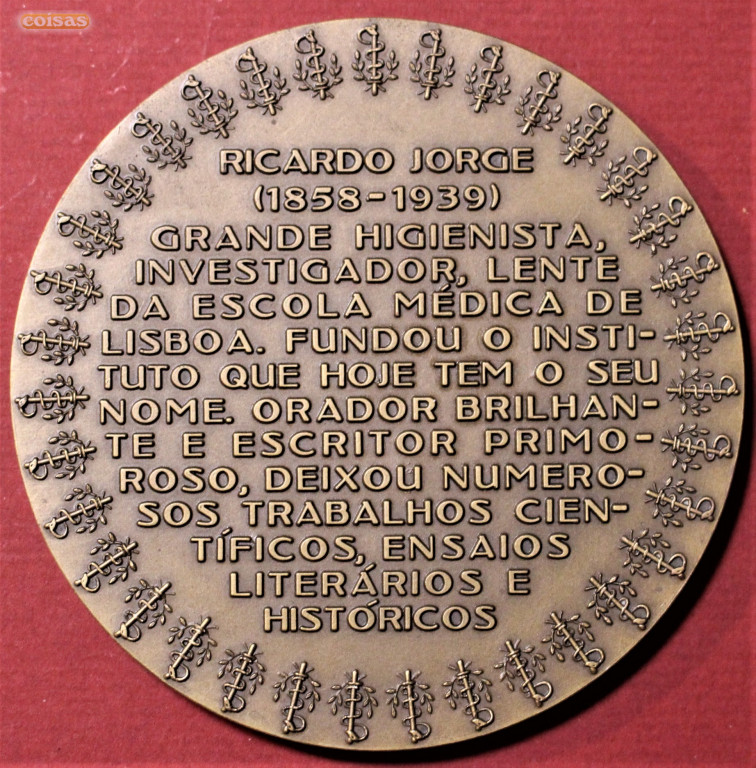 coisas
RICARDO JORGE
(1858-1939)
GRANDE HIGIENISTA,
INVESTIGADOR, LENTE
DA ESCOLA MÉDICA DE
LISBOA. FUNDOU O INSTI-
TUTO QUE HOJE TEM O SEU
NOME. ORADOR BRILHAN-
TE E ESCRITOR PRIMO-
ROSO, DEIXOU NUMERO-
SOS TRABALHOS CIEN-
TÍFICOS, ENSAIOS
LITERÁRIOS E
HISTÓRICOS